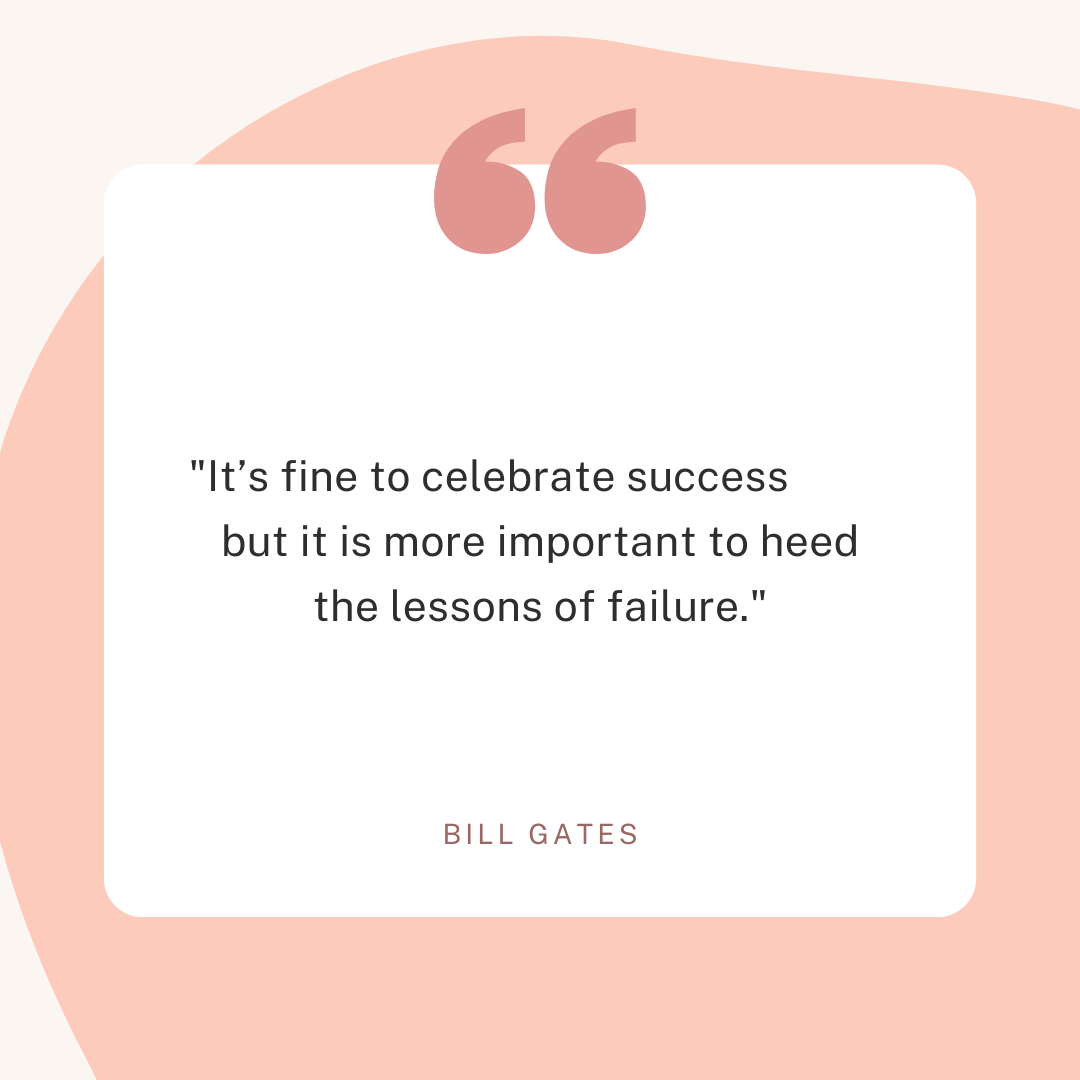 "It’s fine to celebrate success
but it is more important to heed
the lessons of failure."
BILL GATES